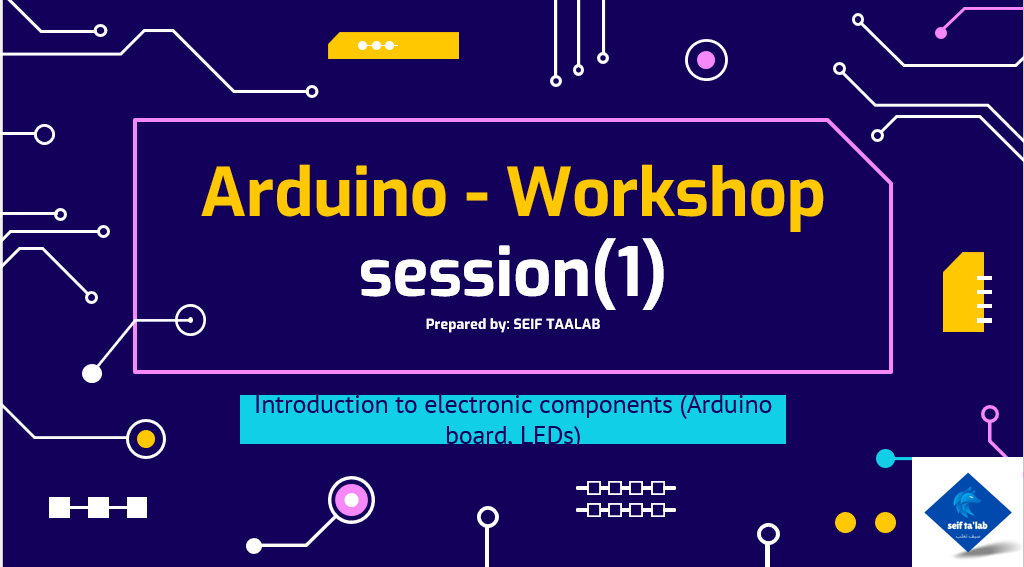 Arduino - Workshop
session(1)
Prepared by: SEIF TAALAB
Introduction to electronic components (Arduino
board, LEDs)
seif ta'lab